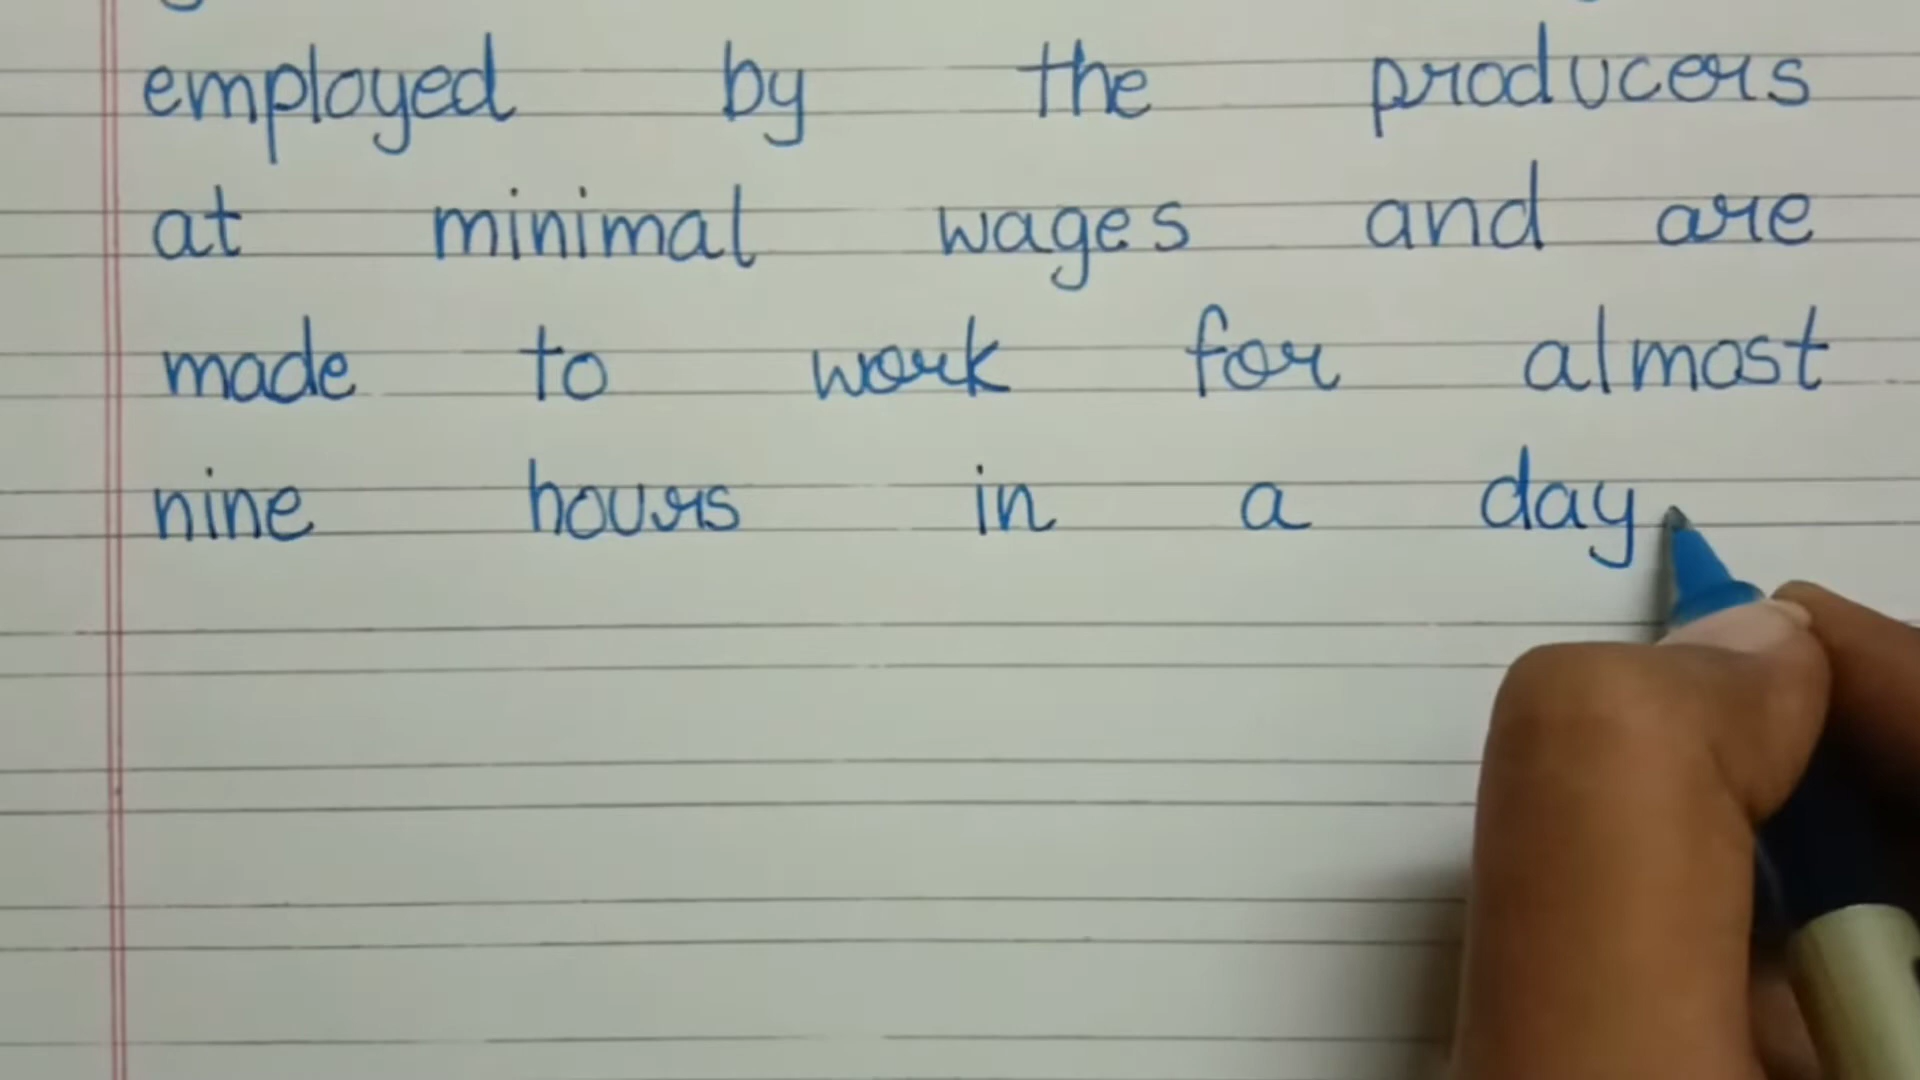 employed by the producers
at minimal wages and are
made to work for almost
nine hours in a day